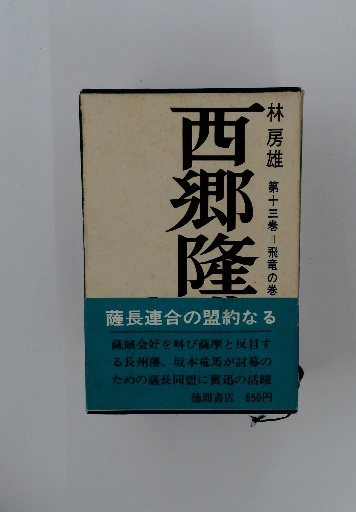 林房雄
第十三巻―飛竜の巻
西郷隆
薩長連合の盟約なる
薩賊会奸を叫び薩摩と反目す
る長州藩。坂本竜馬が討幕の
ための薩長同盟に奮迅の活躍
徳間書店 650円